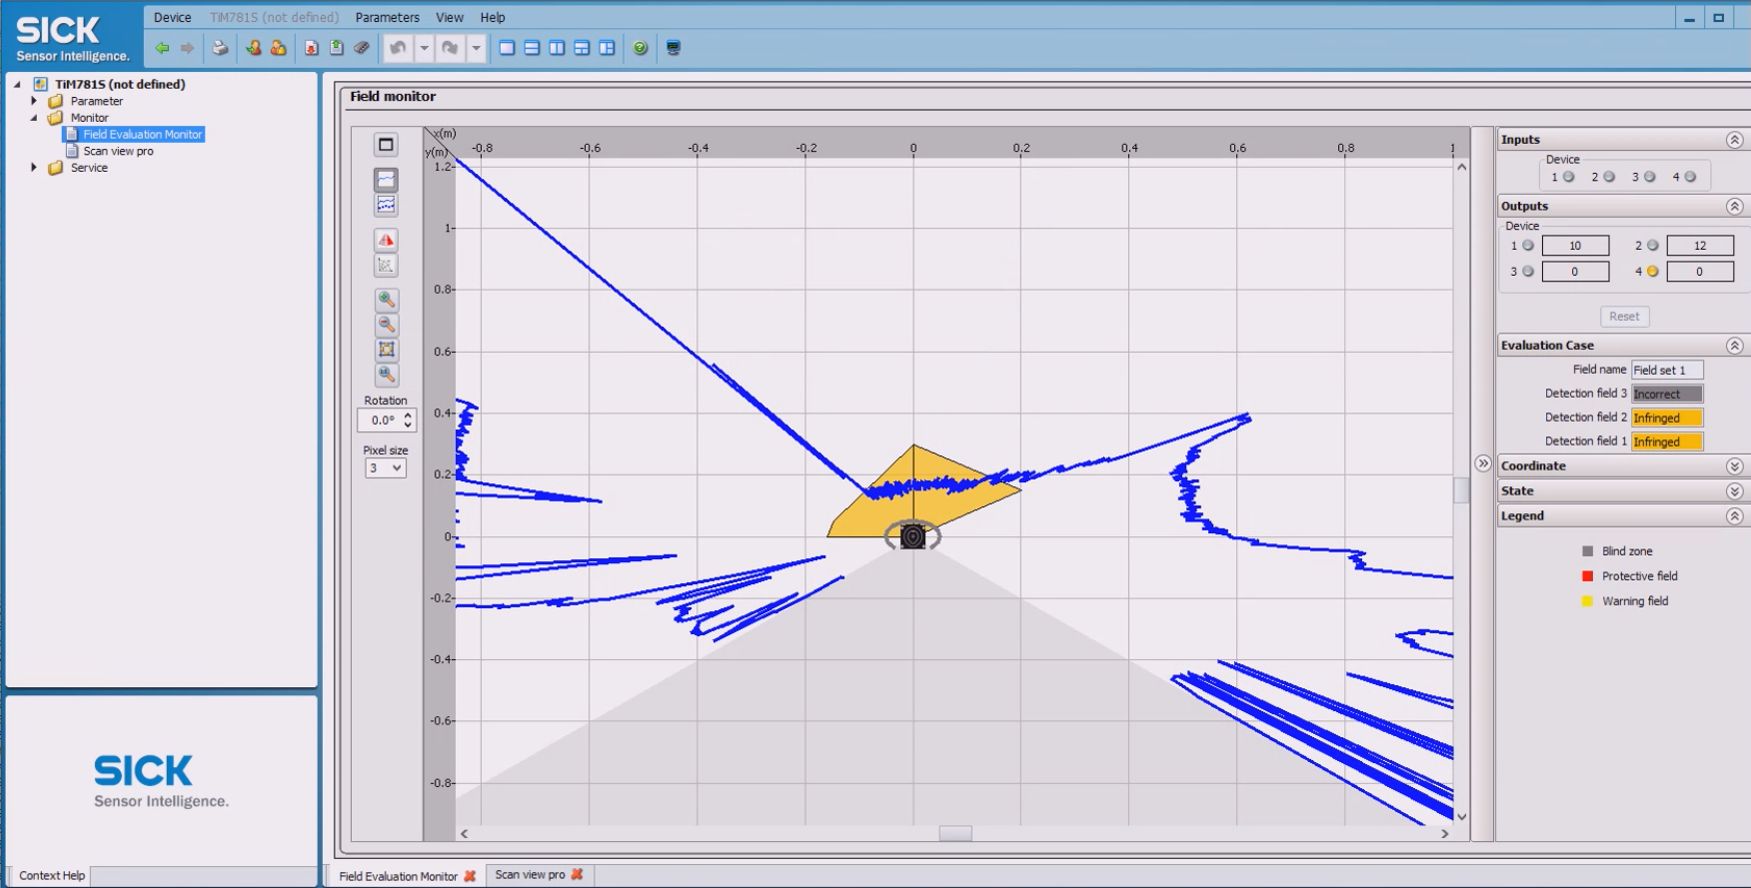 SICK
Sensor Intelligence.
Device TiM781S (not defined) Parameters View Help
TiM781S (not defined)
Parameter
Monitor
Field Evaluation Monitor
Scan view pro
Service
SICK
Sensor Intelligence.
Context Help
Field monitor
x(m)
y(m)
-0.8 -0.6 -0.4 -0.2 0 0.2 0.4 0.6 0.8 1
1.2
1
0.8
0.6
0.4
0.2
0
-0.2
-0.4
-0.6
-0.8
Rotation
0.0°
Pixel size
3
Inputs
Device
1 2 3 4
Outputs
Device
1 10 2 12
3 0 4 0
Reset
Evaluation Case
Field name Field set 1
Detection field 3 Incorrect
Detection field 2 Infringed
Detection field 1 Infringed
Coordinate
State
Legend
Blind zone
Protective field
Warning field
Field Evaluation Monitor Scan view pro